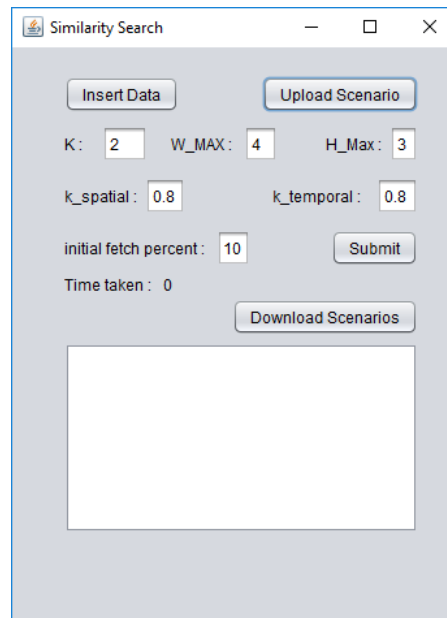 Similarity Search
Insert Data Upload Scenario
K : 2 W_MAX : 4 H_Max : 3
k_spatial : 0.8 k_temporal : 0.8
initial fetch percent : 10 Submit
Time taken : 0
Download Scenarios